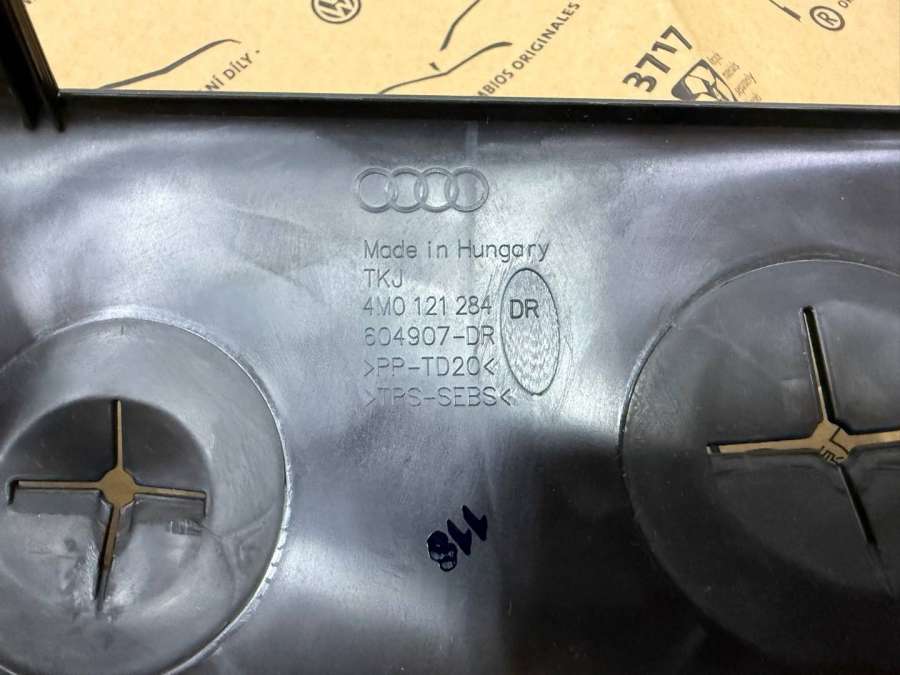 NÍ DÍLY.
BIOS ORIGINALES
3717
®
Made in Hungary
TKJ
4M0 121 284 DR
604907-DR
>PP-TD20<
>TPS-SEBS<
118